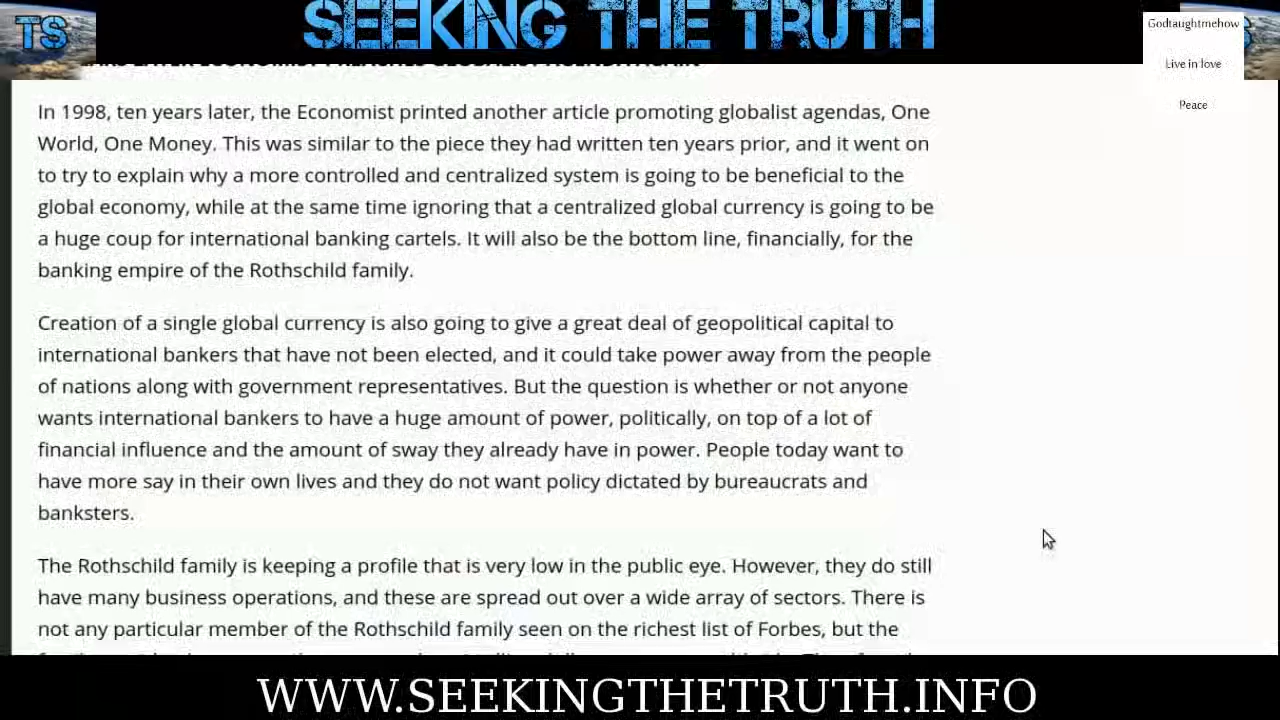 TS
SEEKING THE TRUTH
Godtaughtmehow
Live in love
Peace
In 1998, ten years later, the Economist printed another article promoting globalist agendas, One
World, One Money. This was similar to the piece they had written ten years prior, and it went on
to try to explain why a more controlled and centralized system is going to be beneficial to the
global economy, while at the same time ignoring that a centralized global currency is going to be
a huge coup for international banking cartels. It will also be the bottom line, financially, for the
banking empire of the Rothschild family.
Creation of a single global currency is also going to give a great deal of geopolitical capital to
international bankers that have not been elected, and it could take power away from the people
of nations along with government representatives. But the question is whether or not anyone
wants international bankers to have a huge amount of power, politically, on top of a lot of
financial influence and the amount of sway they already have in power. People today want to
have more say in their own lives and they do not want policy dictated by bureaucrats and
banksters.
The Rothschild family is keeping a profile that is very low in the public eye. However, they do still
have many business operations, and these are spread out over a wide array of sectors. There is
not any particular member of the Rothschild family seen on the richest list of Forbes, but the
WWW.SEEKINGTHETRUTH.INFO